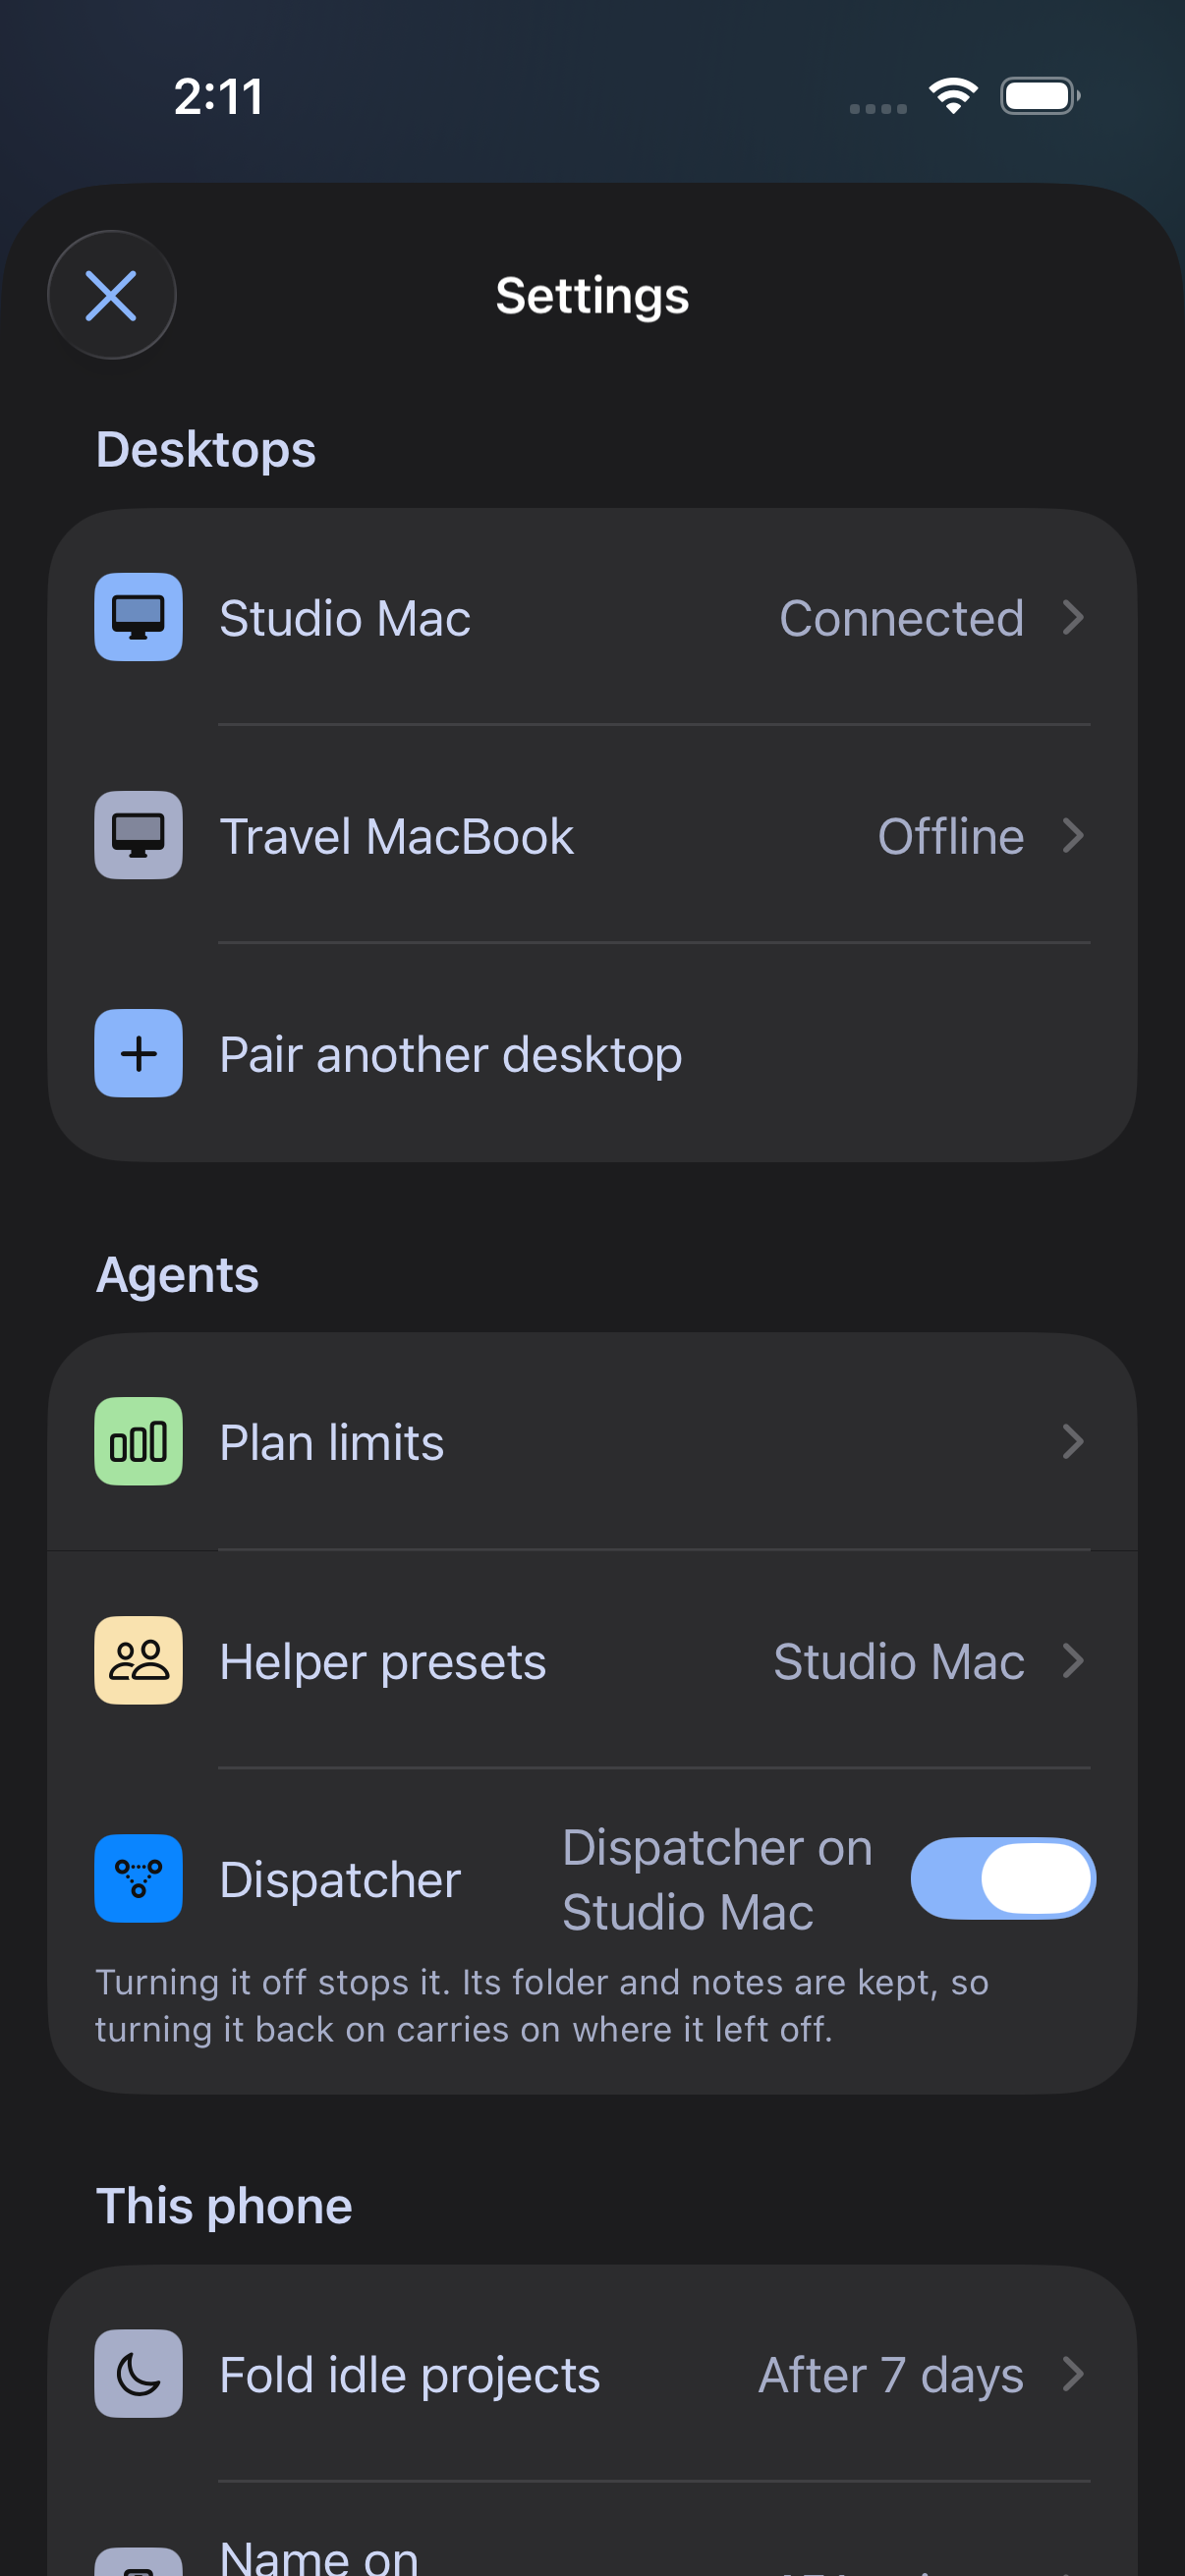 2:11
Settings
Desktops
Studio Mac Connected
Travel MacBook Offline
Pair another desktop
Agents
Plan limits
Helper presets Studio Mac
Dispatcher Dispatcher on
Studio Mac
Turning it off stops it. Its folder and notes are kept, so
turning it back on carries on where it left off.
This phone
Fold idle projects After 7 days
Name on